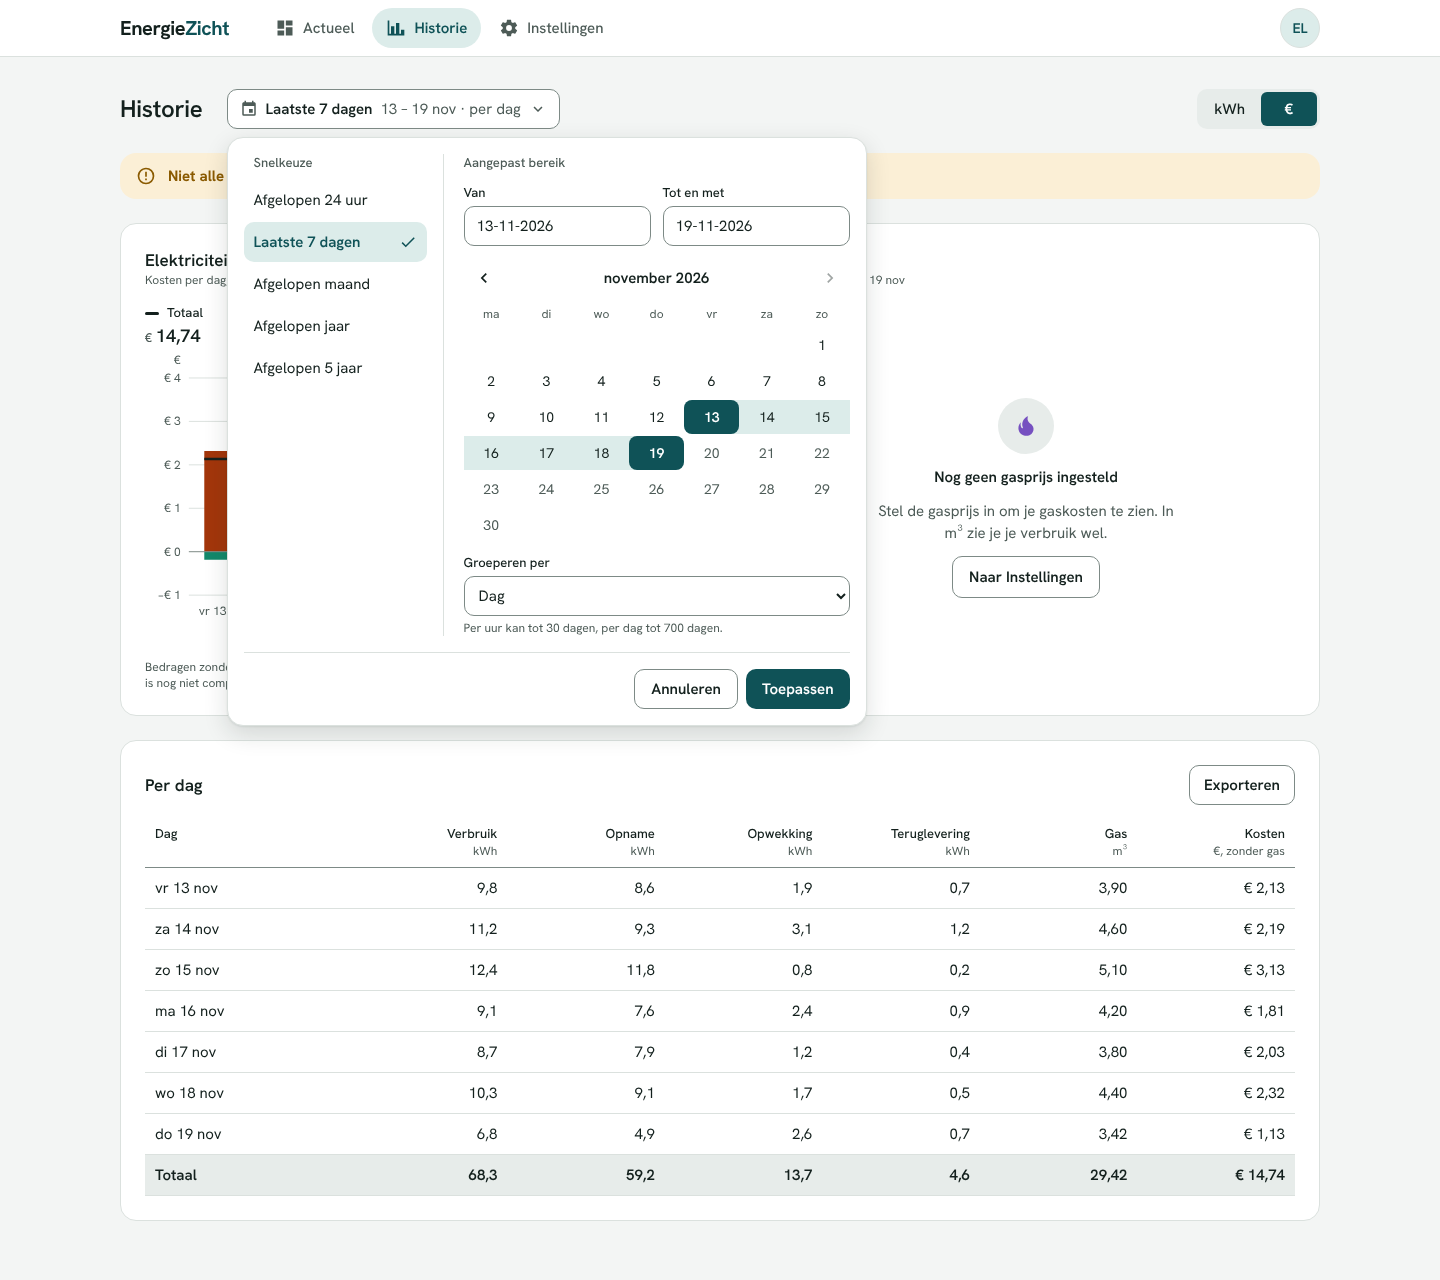 EnergieZicht
Actueel
Historie
Instellingen
EL
Historie
Laatste 7 dagen 13 – 19 nov · per dag
kWh
€
Niet alle
Snelkeuze
Afgelopen 24 uur
Laatste 7 dagen
Afgelopen maand
Afgelopen jaar
Afgelopen 5 jaar
Aangepast bereik
Van
Tot en met
13-11-2026
19-11-2026
november 2026
ma di wo do vr za zo
1
2 3 4 5 6 7 8
9 10 11 12 13 14 15
16 17 18 19 20 21 22
23 24 25 26 27 28 29
30
Groeperen per
Dag
Per uur kan tot 30 dagen, per dag tot 700 dagen.
Annuleren
Toepassen
Kosten per dag
Totaal
€ 14,74
€
€ 4
€ 3
€ 2
€ 1
€ 0
−€ 1
vr 13
Bedragen
is nog niet
19 nov
Nog geen gasprijs ingesteld
Stel de gasprijs in om je gaskosten te zien. In
m³ zie je je verbruik wel.
Naar Instellingen
Per dag
Exporteren
Dag Verbruik Opname Opwekking Teruglevering Gas Kosten
kWh kWh kWh kWh m³ €, zonder gas
vr 13 nov 9,8 8,6 1,9 0,7 3,90 € 2,13
za 14 nov 11,2 9,3 3,1 1,2 4,60 € 2,19
zo 15 nov 12,4 11,8 0,8 0,2 5,10 € 3,13
ma 16 nov 9,1 7,6 2,4 0,9 4,20 € 1,81
di 17 nov 8,7 7,9 1,2 0,4 3,80 € 2,03
wo 18 nov 10,3 9,1 1,7 0,5 4,40 € 2,32
do 19 nov 6,8 4,9 2,6 0,7 3,42 € 1,13
Totaal 68,3 59,2 13,7 4,6 29,42 € 14,74